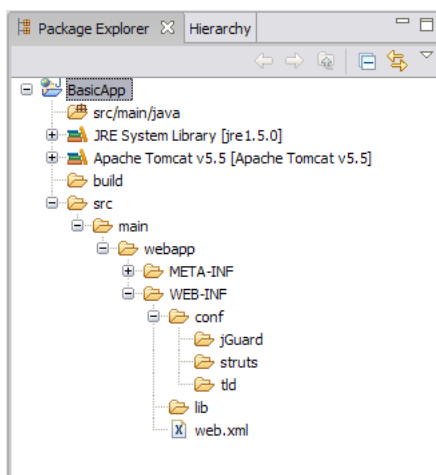 Package Explorer Hierarchy
BasicApp
src/main/java
JRE System Library [jre1.5.0]
Apache Tomcat v5.5 [Apache Tomcat v5.5]
build
src
main
webapp
META-INF
WEB-INF
conf
jGuard
struts
tld
lib
web.xml